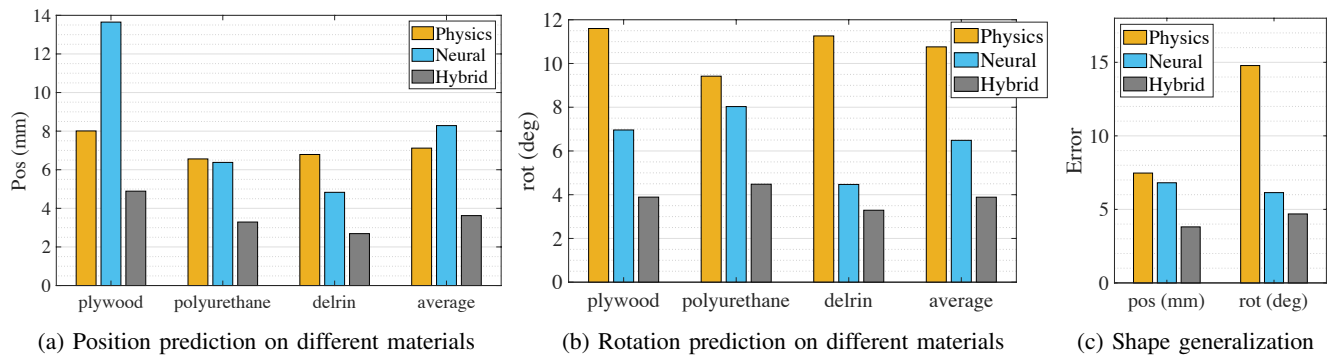 14
12
10
8
6
4
2
0
Pos (mm)
Physics
Neural
Hybrid
plywood polyurethane delrin average
(a) Position prediction on different materials
12
10
8
6
4
2
0
rot (deg)
Physics
Neural
Hybrid
plywood polyurethane delrin average
(b) Rotation prediction on different materials
15
10
5
0
Error
Physics
Neural
Hybrid
pos (mm) rot (deg)
(c) Shape generalization